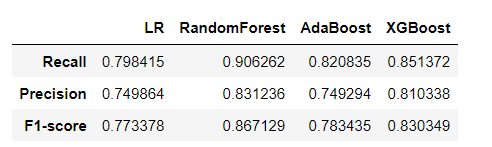 LR RandomForest AdaBoost XGBoost
Recall 0.798415 0.906262 0.820835 0.851372
Precision 0.749864 0.831236 0.749294 0.810338
F1-score 0.773378 0.867129 0.783435 0.830349